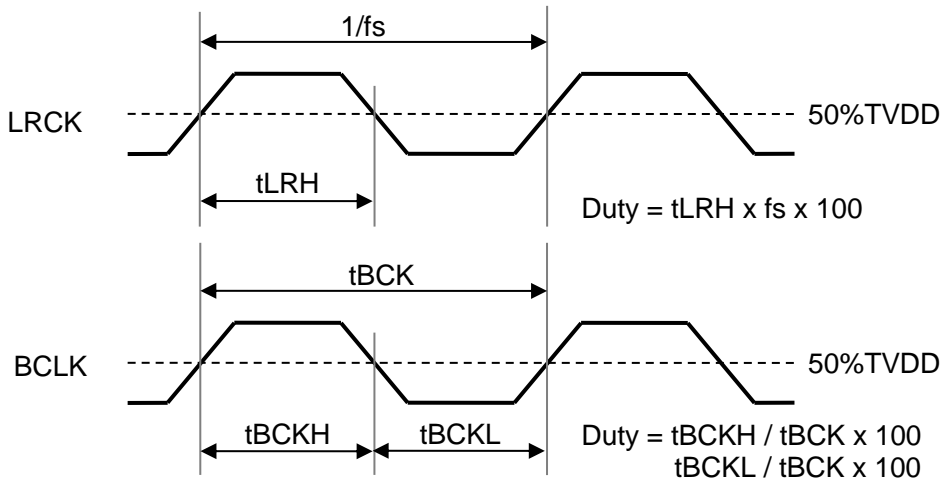 1/fs
LRCK
50%TVDD
tLRH
Duty = tLRH x fs x 100
tBCK
BCLK
50%TVDD
tBCKH
tBCKL
Duty = tBCKH / tBCK x 100
tBCKL / tBCK x 100